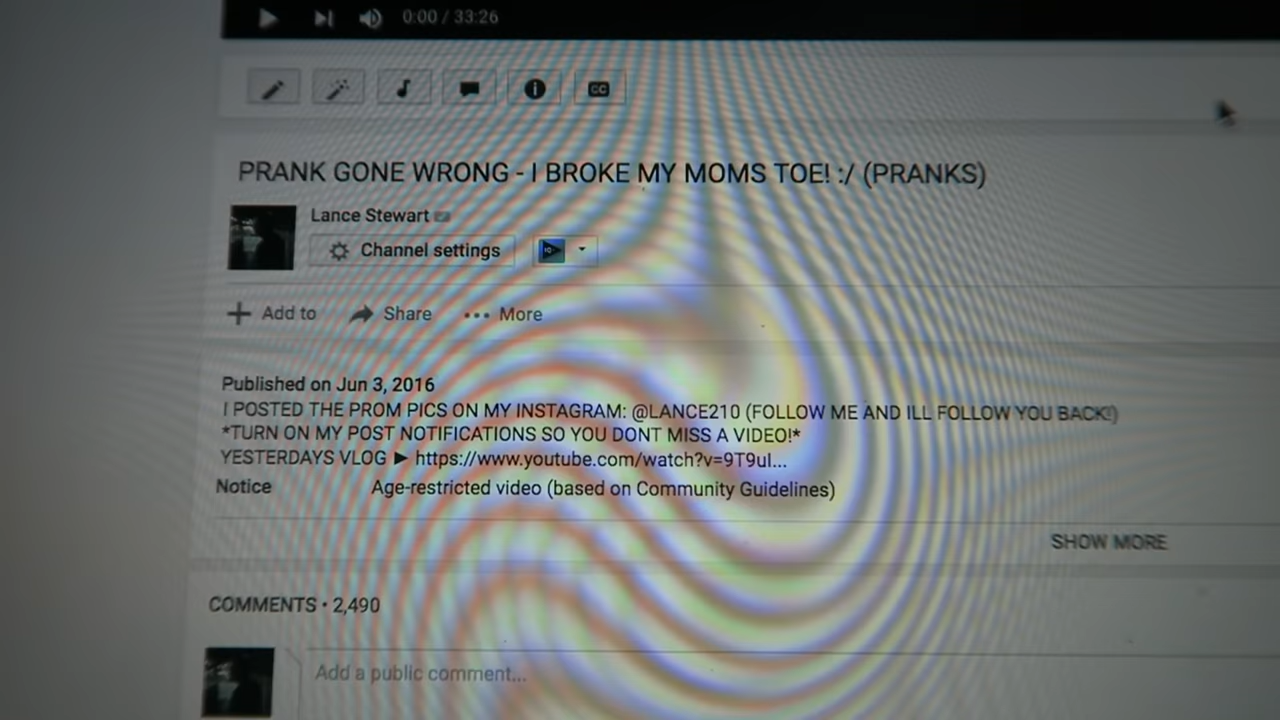 0:00 / 33:26
CC
PRANK GONE WRONG - I BROKE MY MOMS TOE! :/ (PRANKS)
Lance Stewart
Channel settings
Add to Share ••• More
Published on Jun 3, 2016
I POSTED THE PROM PICS ON MY INSTAGRAM: @LANCE210 (FOLLOW ME AND ILL FOLLOW YOU BACK!)
*TURN ON MY POST NOTIFICATIONS SO YOU DONT MISS A VIDEO!*
YESTERDAYS VLOG ► https://www.youtube.com/watch?v=9T9uI...
Notice Age-restricted video (based on Community Guidelines)
SHOW MORE
COMMENTS • 2,490
Add a public comment...